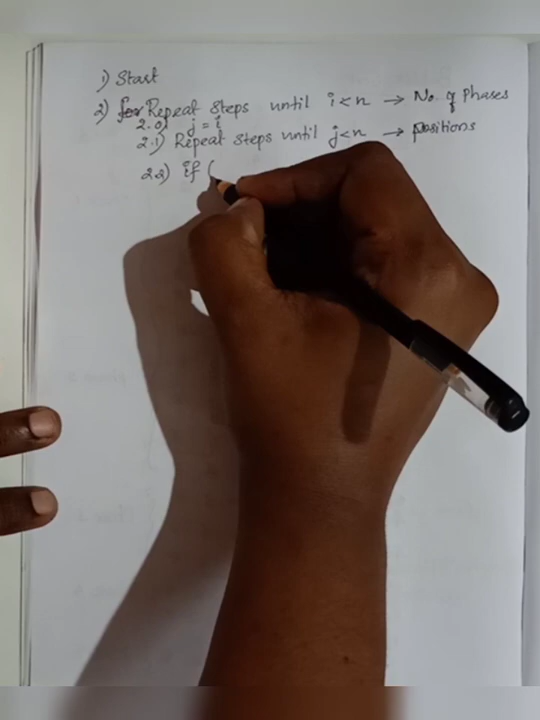 1) Start
2) Repeat Steps until i<n → No. of Phases
2.0) j = i
2.1) Repeat Steps until j<n → positions
2.2) if (